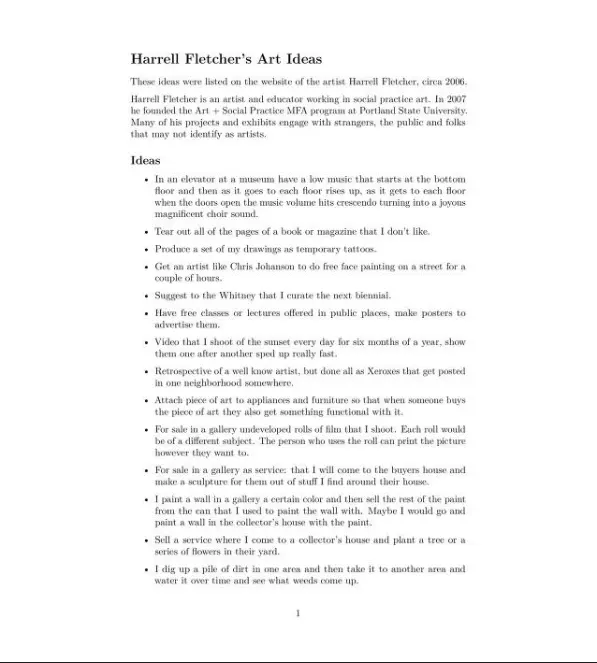 Harrell Fletcher's Art Ideas
These ideas were listed on the website of the artist Harrell Fletcher, circa 2006.
Harrell Fletcher is an artist and educator working in social practice art. In 2007
he founded the Art + Social Practice MFA program at Portland State University.
Many of his projects and exhibits engage with strangers, the public and folks
that may not identify as artists.
Ideas
• In an elevator at a museum have a low music that starts at the bottom
floor and then as it goes to each floor rises up, as it gets to each floor
when the doors open the music volume hits crescendo turning into a joyous
magnificent choir sound.
• Tear out all of the pages of a book or magazine that I don't like.
• Produce a set of my drawings as temporary tattoos.
• Get an artist like Chris Johanson to do free face painting on a street for a
couple of hours.
• Suggest to the Whitney that I curate the next biennial.
• Have free classes or lectures offered in public places, make posters to
advertise them.
• Video that I shoot of the sunset every day for six months of a year, show
them one after another sped up really fast.
• Retrospective of a well know artist, but done all as Xeroxes that get posted
in one neighborhood somewhere.
• Attach piece of art to appliances and furniture so that when someone buys
the piece of art they also get something functional with it.
• For sale in a gallery undeveloped rolls of film that I shoot. Each roll would
be of a different subject. The person who uses the roll can print the picture
however they want to.
• For sale in a gallery as service: that I will come to the buyers house and
make a sculpture for them out of stuff I find around their house.
• I paint a wall in a gallery a certain color and then sell the rest of the paint
from the can that I used to paint the wall with. Maybe I would go and
paint a wall in the collector's house with the paint.
• Sell a service where I come to a collector's house and plant a tree or a
series of flowers in their yard.
• I dig up a pile of dirt in one area and then take it to another area and
water it over time and see what weeds come up.
1